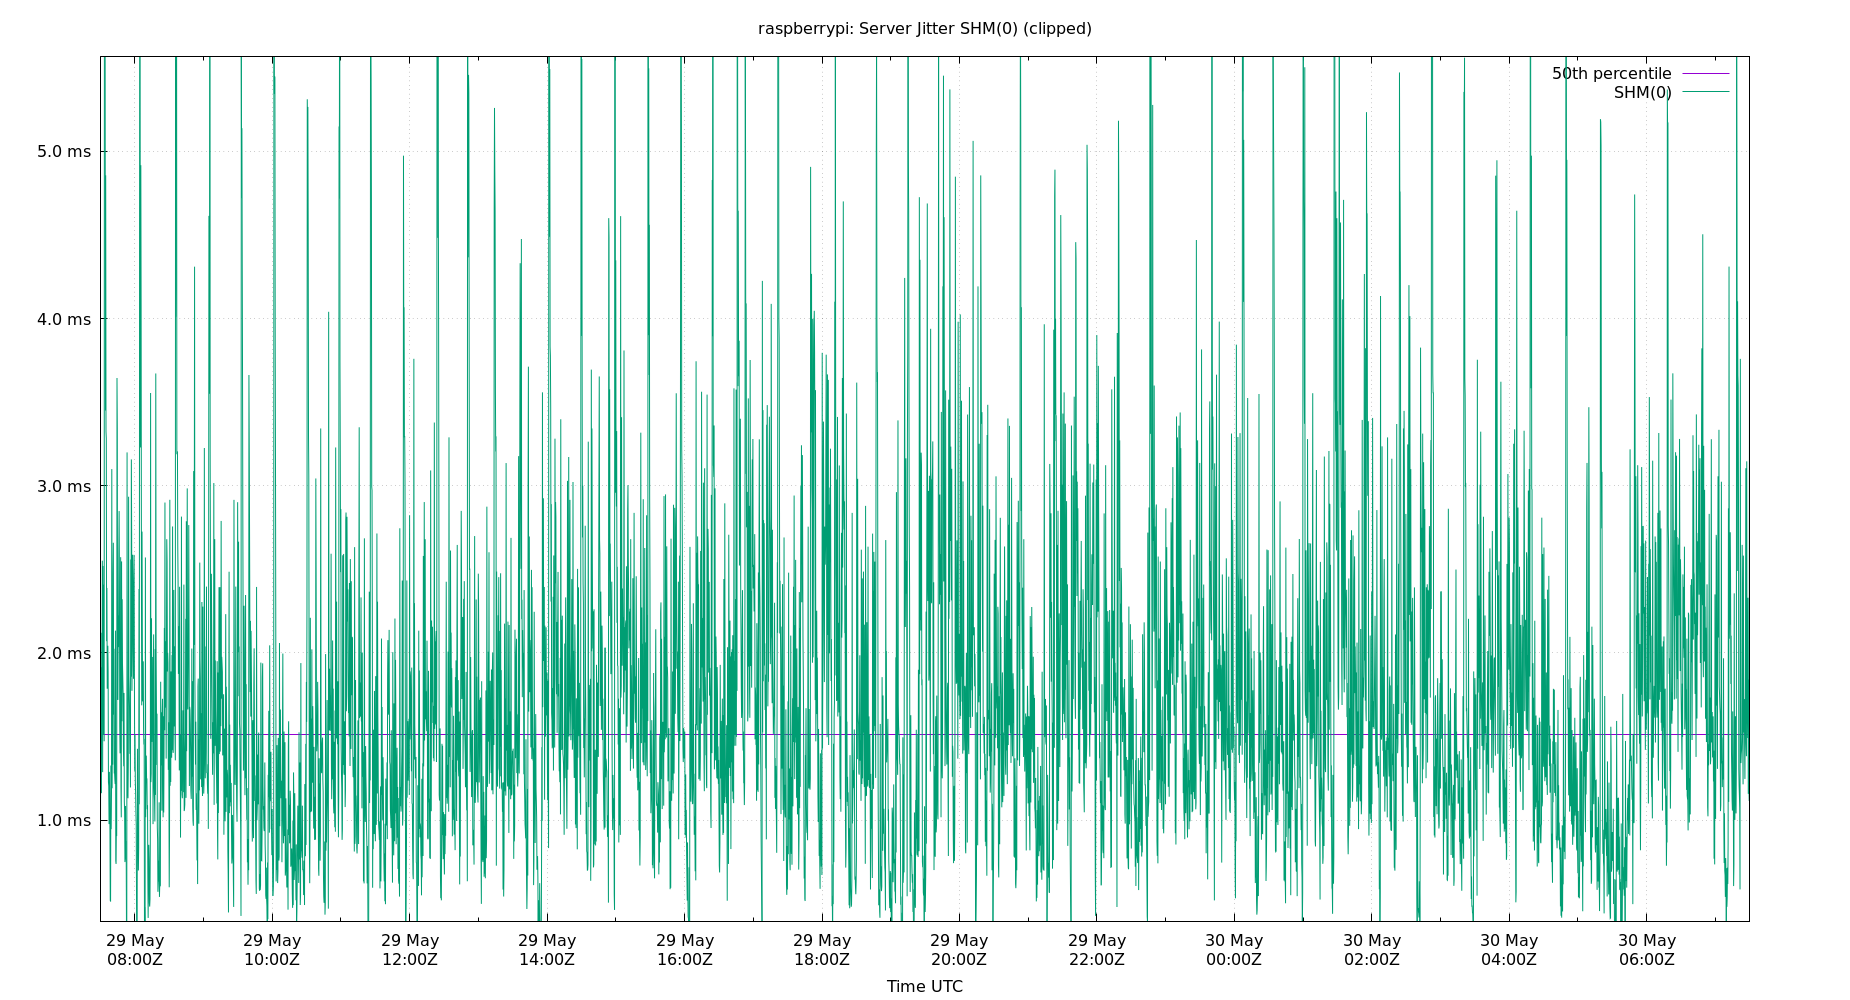 raspberrypi: Server Jitter SHM(0) (clipped)
50th percentile
SHM(0)
5.0 ms
4.0 ms
3.0 ms
2.0 ms
1.0 ms
29 May 29 May 29 May 29 May 29 May 29 May 29 May 29 May 30 May 30 May 30 May 30 May
08:00Z 10:00Z 12:00Z 14:00Z 16:00Z 18:00Z 20:00Z 22:00Z 00:00Z 02:00Z 04:00Z 06:00Z
Time UTC